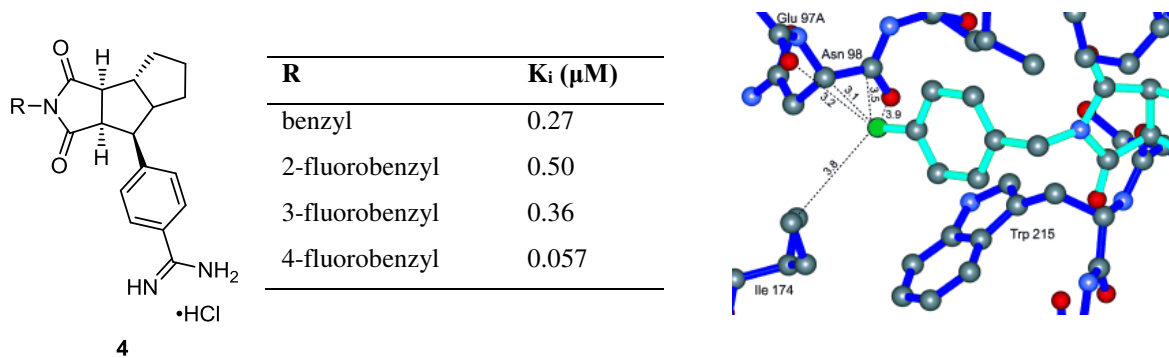 O
H
R-N
H
O
NH₂
HN
•HCl
4
R Kᵢ (μM)
benzyl 0.27
2-fluorobenzyl 0.50
3-fluorobenzyl 0.36
4-fluorobenzyl 0.057
Glu 97A
Asn 98
3.1
3.2
3.5
3.9
3.8
Trp 215
Ile 174